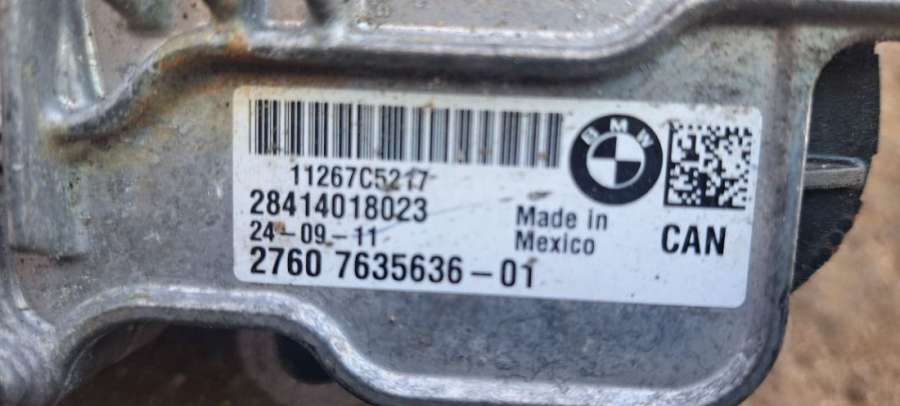 11267C5217
28414018023
24-09-11
2760 7635636-01
Made in
Mexico
BMW
CAN